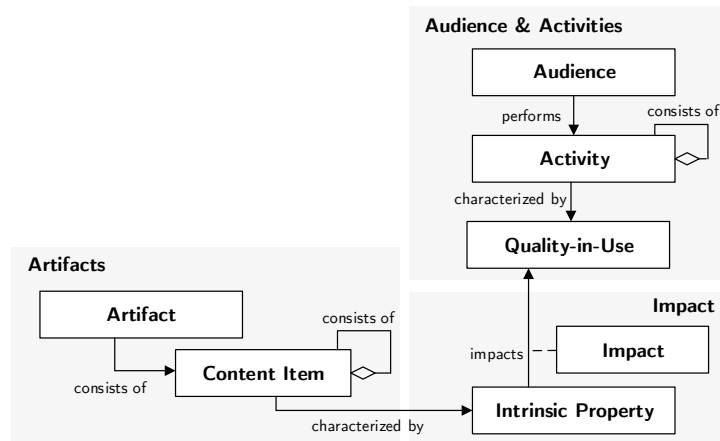 Audience & Activities
Audience
performs
consists of
Activity
characterized by
Quality-in-Use
Artifacts
Artifact
consists of
consists of
Content Item
characterized by
Impact
impacts
Impact
Intrinsic Property